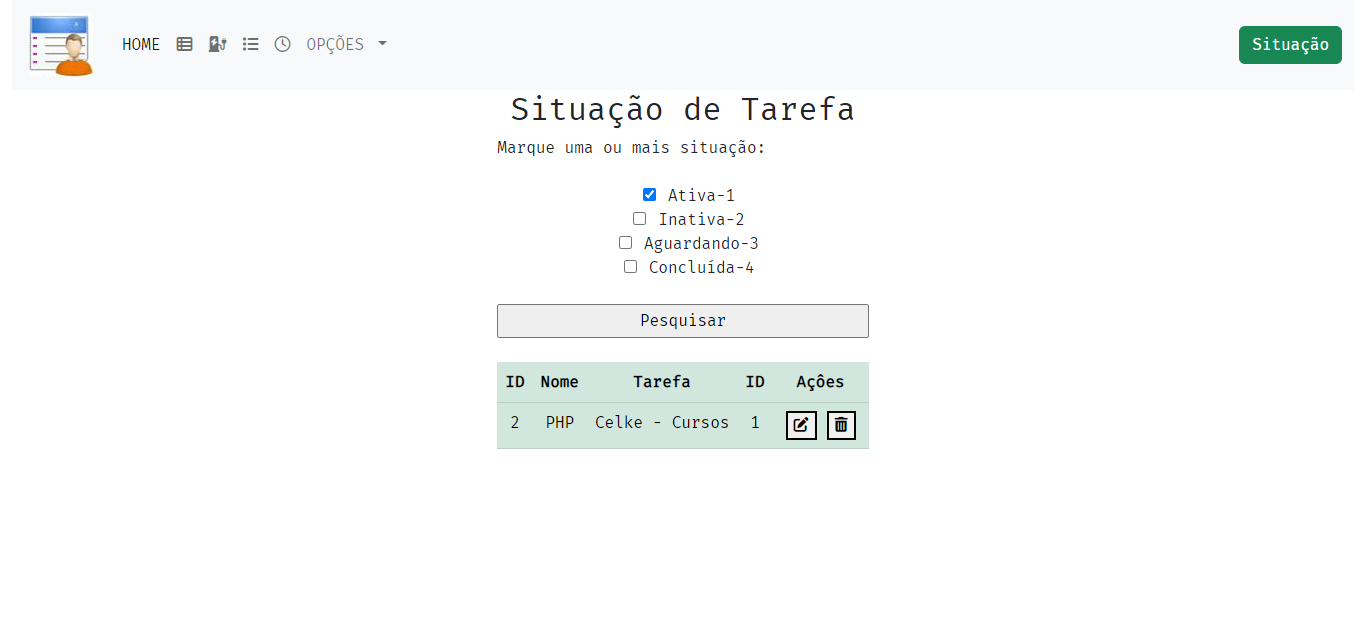 HOME OPÇÕES Situação
Situação de Tarefa
Marque uma ou mais situação:
Ativa-1
Inativa-2
Aguardando-3
Concluída-4
Pesquisar
ID Nome Tarefa ID Açôes
2 PHP Celke - Cursos 1